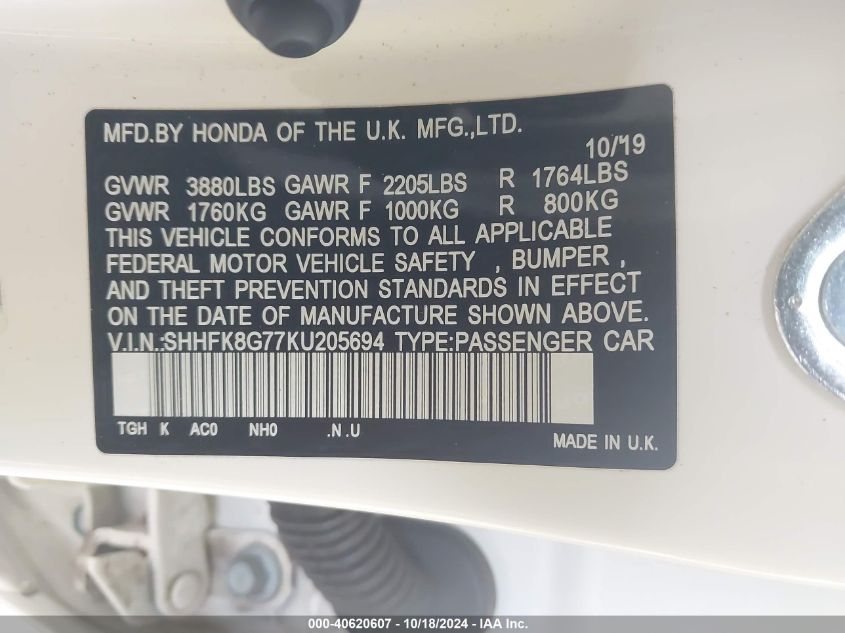 MFD.BY HONDA OF THE U.K. MFG.,LTD.
10/19
GVWR 3880LBS GAWR F 2205LBS R 1764LBS
GVWR 1760KG GAWR F 1000KG R 800KG
THIS VEHICLE CONFORMS TO ALL APPLICABLE
FEDERAL MOTOR VEHICLE SAFETY , BUMPER ,
AND THEFT PREVENTION STANDARDS IN EFFECT
ON THE DATE OF MANUFACTURE SHOWN ABOVE.
V.I.N.:SHHFK8G77KU205694 TYPE:PASSENGER CAR
TGH K AC0 NH0 .N .U
MADE IN U.K.
000-40620607 - 10/18/2024 - IAA Inc.